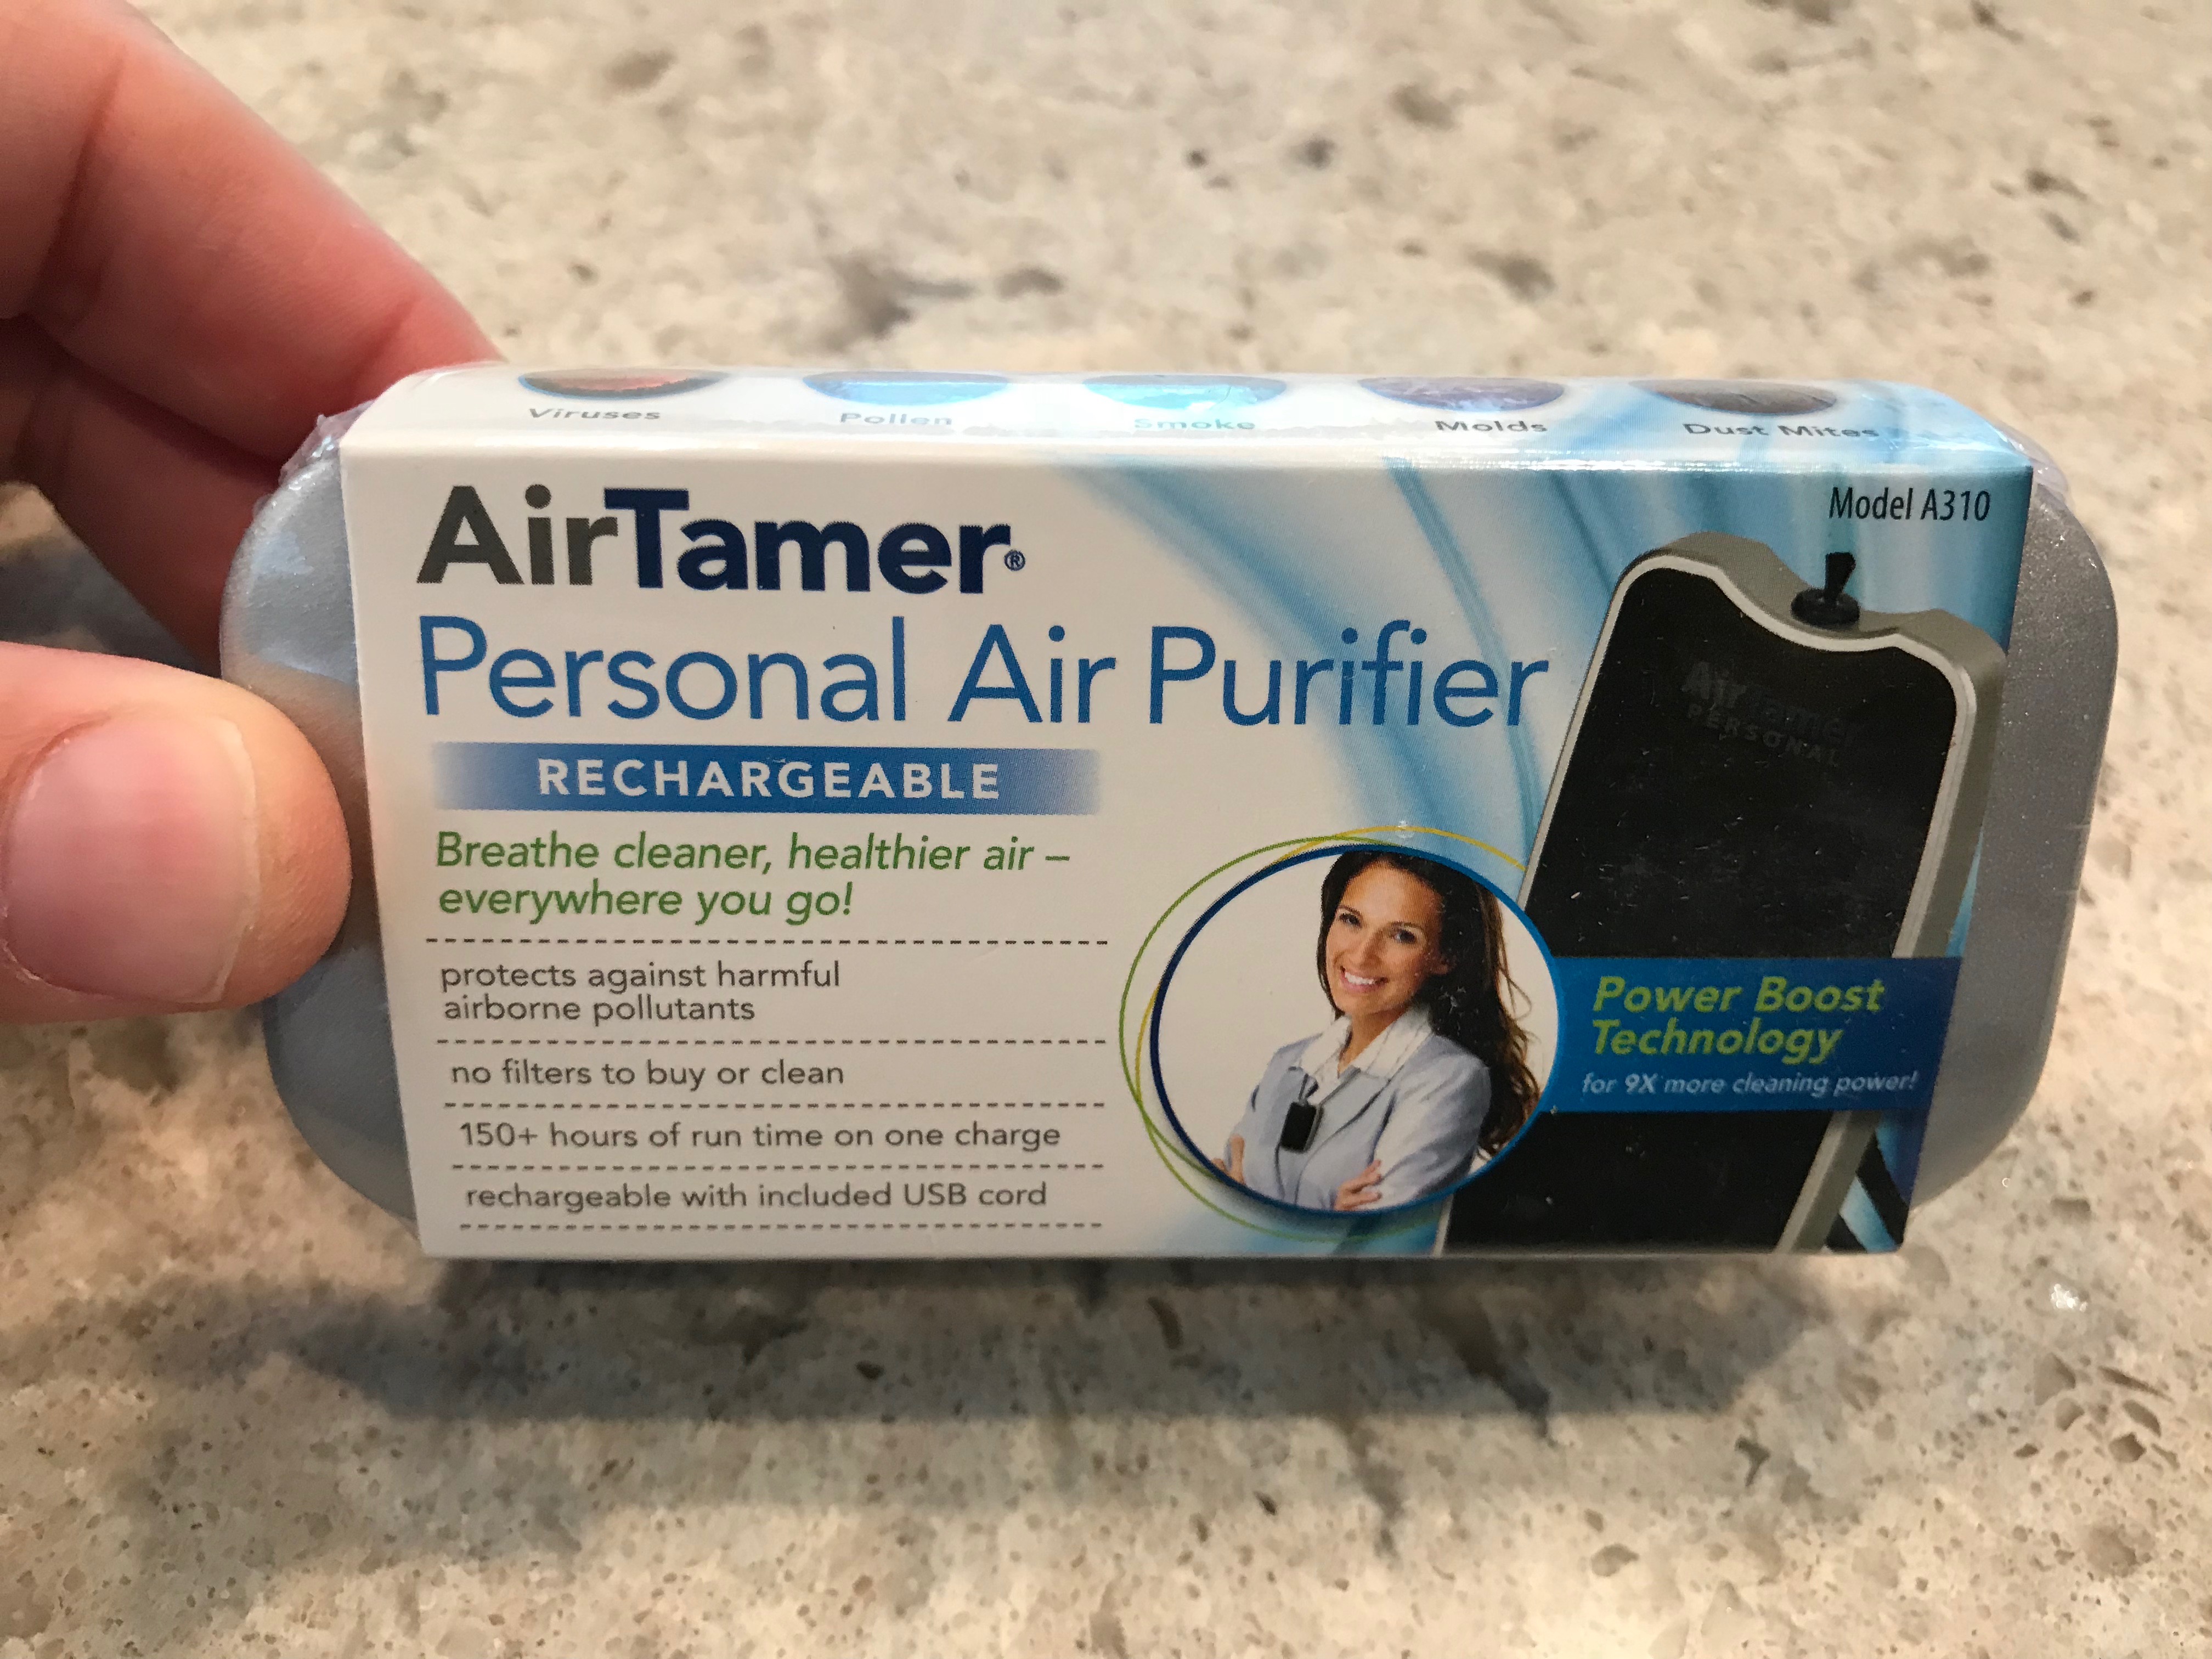 Viruses
Pollen
Smoke
Molds
Dust Mites
AirTamer®
Model A310
Personal Air Purifier
RECHARGEABLE
Breathe cleaner, healthier air –
everywhere you go!
protects against harmful
airborne pollutants
no filters to buy or clean
150+ hours of run time on one charge
rechargeable with included USB cord
AirTamer
PERSONAL
Power Boost
Technology
for 9X more cleaning power!